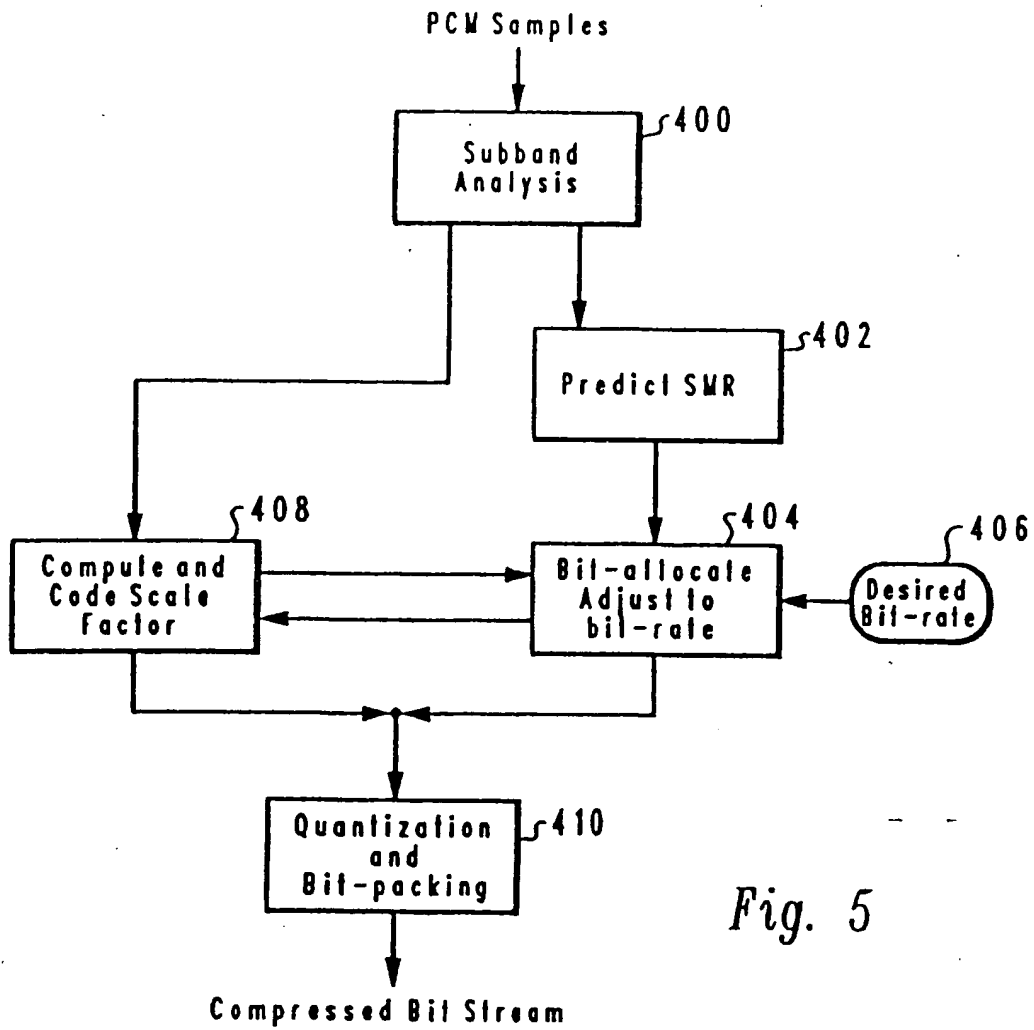 PCM Samples
400
Subband
Analysis
402
Predict SMR
408
Compute and
Code Scale
Factor
404
Bit-allocate
Adjust to
bit-rate
406
Desired
Bit-rate
410
Quantization
and
Bit-packing
Fig. 5
Compressed Bit Stream